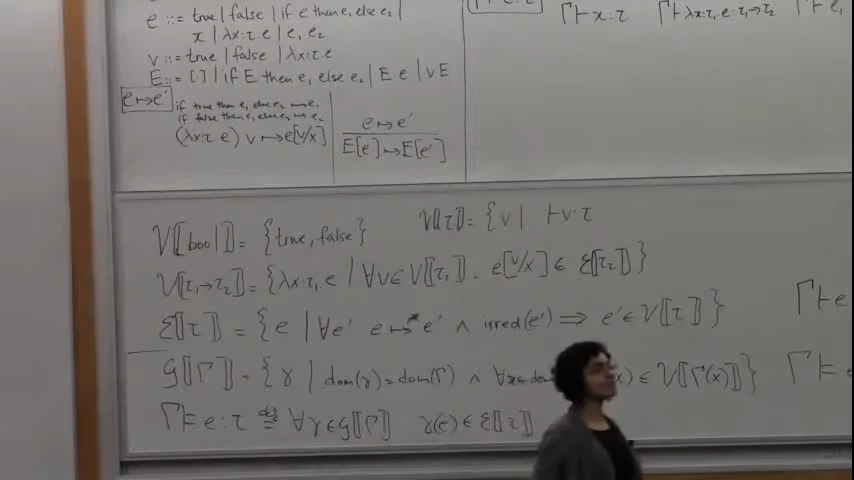 e ::= true | false | if e then e₁ else e₂ |
x | λx:τ.e | e₁ e₂
v ::= true | false | λx:τ.e
E ::= [] | if E then e₁ else e₂ | E e | v E
e ↦ e'
if true then e₁ else e₂ ↦ e₁
if false then e₁ else e₂ ↦ e₂
(λx:τ.e) v ↦ e[v/x]
e ↦ e'
E[e] ↦ E[e']
Γ ⊢ x:τ
Γ ⊢ λx:τ₁.e : τ₁→τ₂
Γ ⊢ e₁
V⟦bool⟧ = {true, false}
V⟦τ⟧ = {v | ⊢ v:τ
V⟦τ₁→τ₂⟧ = {λx:τ₁.e | ∀v∈V⟦τ₁⟧. e[v/x] ∈ Ɛ⟦τ₂⟧}
Ɛ⟦τ⟧ = {e | ∀e' e ↦* e' ∧ irred(e') ⟹ e' ∈ V⟦τ⟧}
Γ ⊢ e
G⟦Γ⟧ = {γ | dom(γ) = dom(Γ) ∧ ∀x∈dom (x) ∈ V⟦Γ(x)⟧}
Γ ⊨
Γ ⊨ e:τ ≝ ∀γ∈G⟦Γ⟧ γ(e) ∈ Ɛ⟦τ⟧